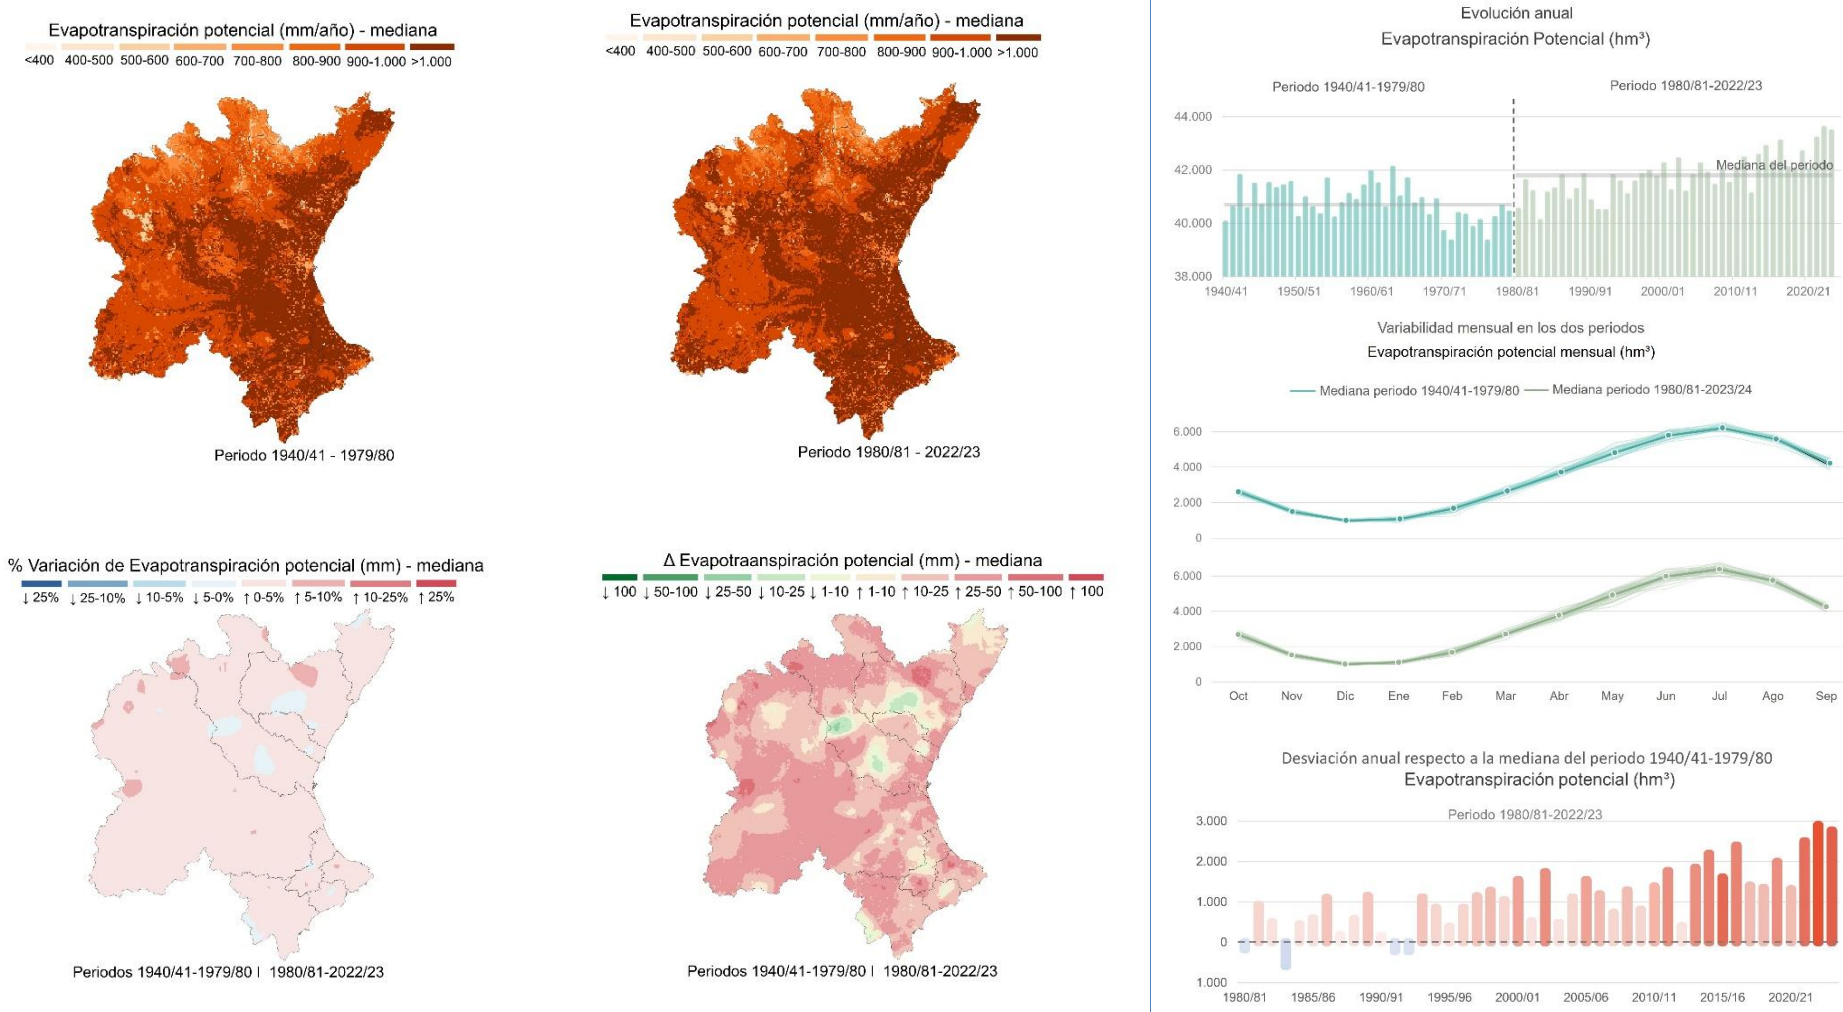 Evapotranspiración potencial (mm/año) - mediana
<400 400-500 500-600 600-700 700-800 800-900 900-1.000 >1.000
Periodo 1940/41 - 1979/80
Evapotranspiración potencial (mm/año) - mediana
<400 400-500 500-600 600-700 700-800 800-900 900-1.000 >1.000
Periodo 1980/81 - 2022/23
% Variación de Evapotranspiración potencial (mm) - mediana
↓ 25% ↓ 25-10% ↓ 10-5% ↓ 5-0% ↑ 0-5% ↑ 5-10% ↑ 10-25% ↑ 25%
Periodos 1940/41-1979/80 | 1980/81-2022/23
Δ Evapotraanspiración potencial (mm) - mediana
↓ 100 ↓ 50-100 ↓ 25-50 ↓ 10-25 ↓ 1-10 ↑ 1-10 ↑ 10-25 ↑ 25-50 ↑ 50-100 ↑ 100
Periodos 1940/41-1979/80 | 1980/81-2022/23
Evolución anual
Evapotranspiración Potencial (hm³)
Periodo 1940/41-1979/80 Periodo 1980/81-2022/23
44.000
42.000
Mediana del periodo
40.000
38.000
1940/41 1950/51 1960/61 1970/71 1980/81 1990/91 2000/01 2010/11 2020/21
Variabilidad mensual en los dos periodos
Evapotranspiración potencial mensual (hm³)
Mediana periodo 1940/41-1979/80 Mediana periodo 1980/81-2023/24
6.000
4.000
2.000
0
6.000
4.000
2.000
0
Oct Nov Dic Ene Feb Mar Abr May Jun Jul Ago Sep
Desviación anual respecto a la mediana del periodo 1940/41-1979/80
Evapotranspiración potencial (hm³)
Periodo 1980/81-2022/23
3.000
2.000
1.000
0
1.000
1980/81 1985/86 1990/91 1995/96 2000/01 2005/06 2010/11 2015/16 2020/21